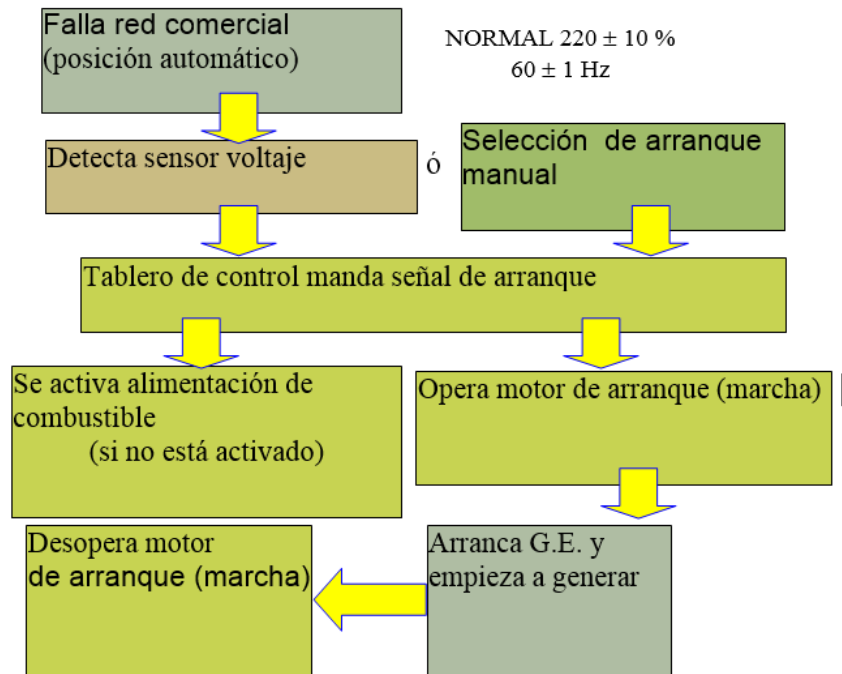 Falla red comercial
(posición automático)
NORMAL 220 ± 10 %
60 ± 1 Hz
Detecta sensor voltaje
ó
Selección de arranque
manual
Tablero de control manda señal de arranque
Se activa alimentación de
combustible
(si no está activado)
Opera motor de arranque (marcha)
Desopera motor
de arranque (marcha)
Arranca G.E. y
empieza a generar